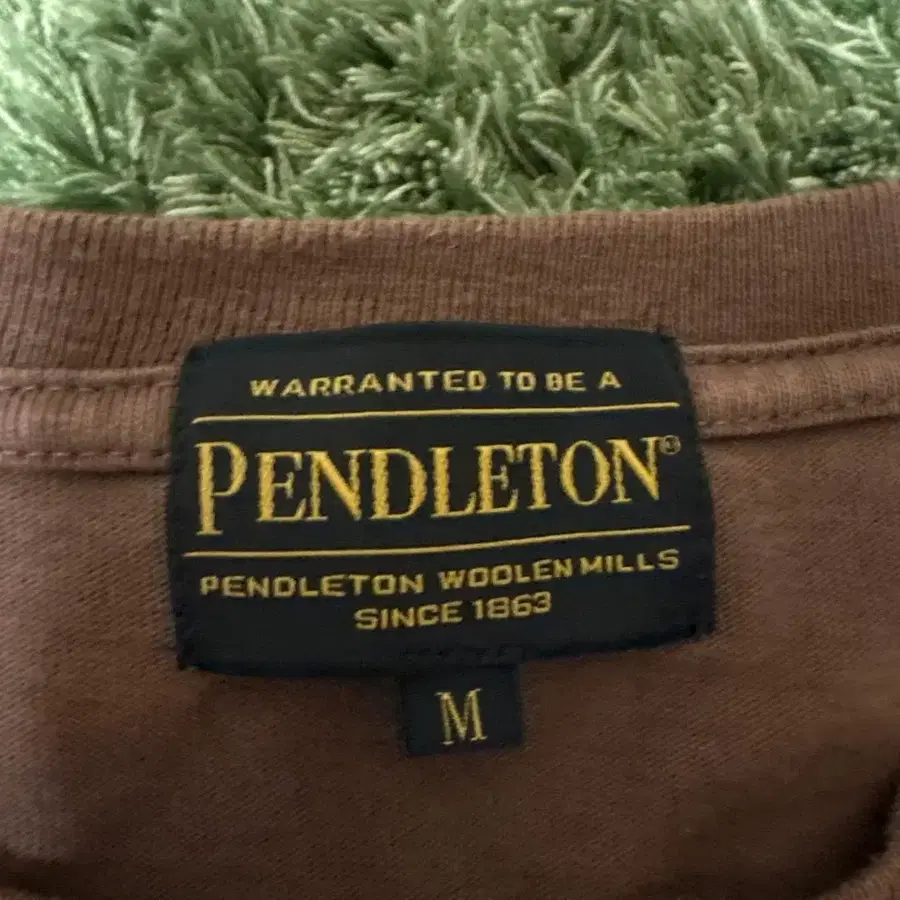 WARRANTED TO BE A
PENDLETON®
PENDLETON WOOLEN MILLS
SINCE 1863
M